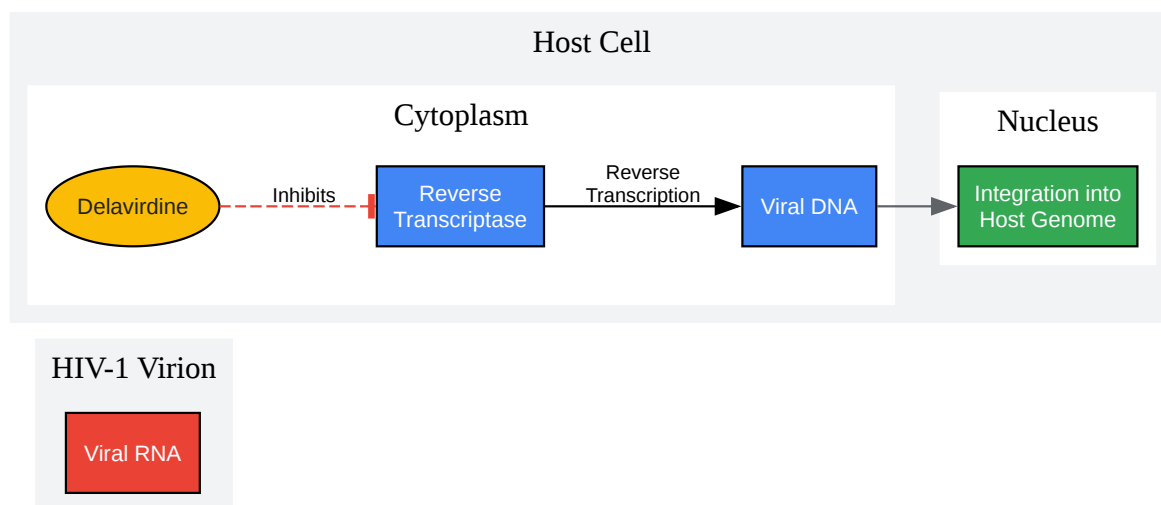 Host Cell
Cytoplasm
Nucleus
Delavirdine
Inhibits
Reverse
Transcriptase
Reverse
Transcription
Viral DNA
Integration into
Host Genome
HIV-1 Virion
Viral RNA